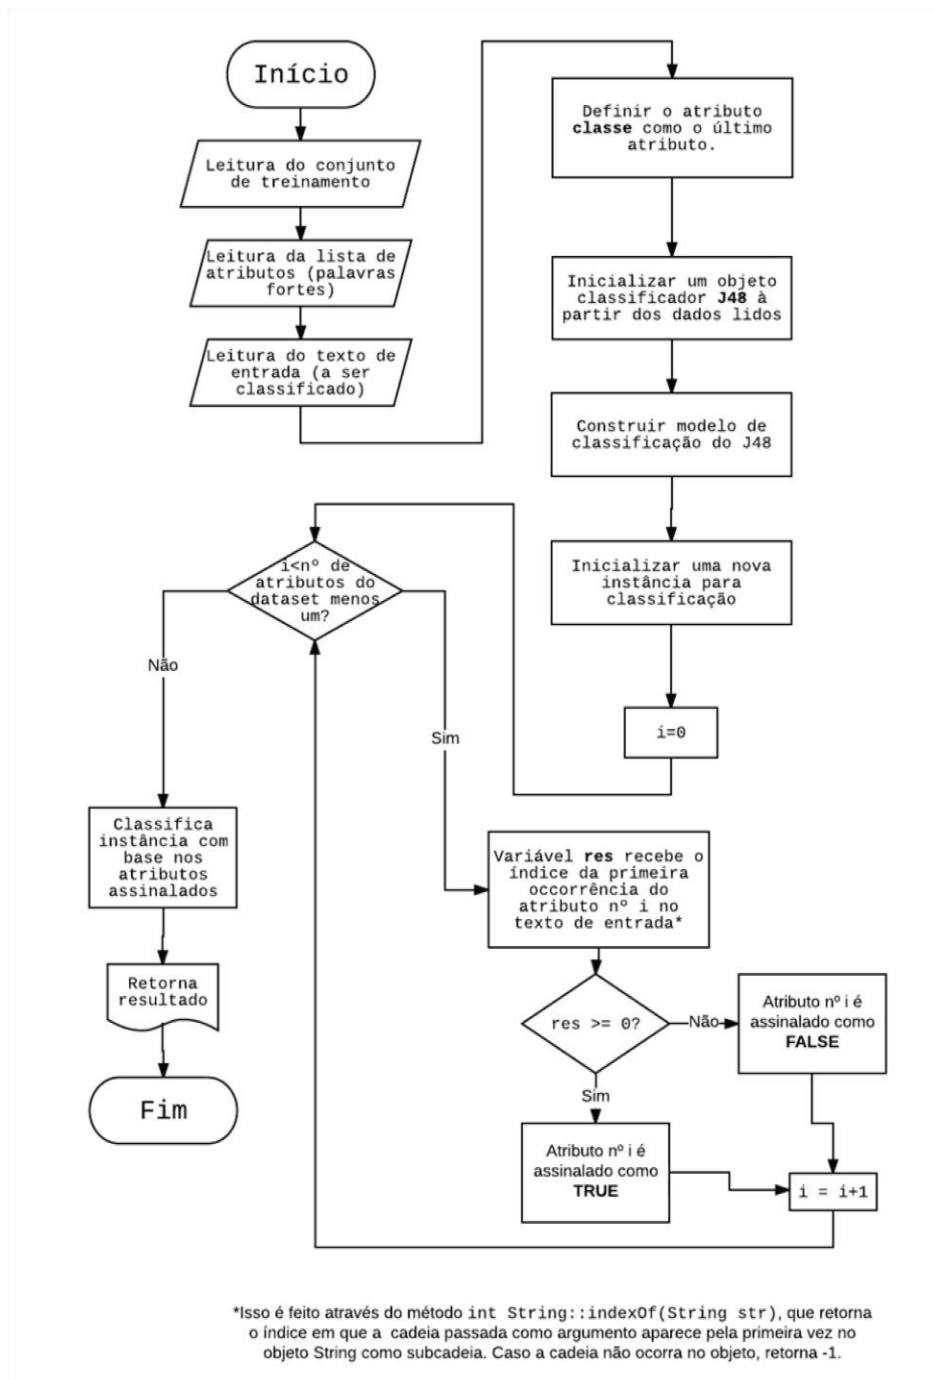 Início
Leitura do conjunto
de treinamento
Leitura da lista de
atributos (palavras
fortes)
Leitura do texto de
entrada (a ser
classificado)
Definir o atributo
classe como o último
atributo.
Inicializar um objeto
classificador J48 à
partir dos dados lidos
Construir modelo de
classificação do J48
Inicializar uma nova
instância para
classificação
i=0
i<nº de
atributos do
dataset menos
um?
Não
Sim
Classifica
instância com
base nos
atributos
assinalados
Retorna
resultado
Fim
Variável res recebe o
índice da primeira
occorrência do
atributo nº i no
texto de entrada*
res >= 0?
Não
Atributo nº i é
assinalado como
FALSE
Sim
Atributo nº i é
assinalado como
TRUE
i = i+1
*Isso é feito através do método int String::indexOf(String str), que retorna
o índice em que a cadeia passada como argumento aparece pela primeira vez no
objeto String como subcadeia. Caso a cadeia não ocorra no objeto, retorna -1.